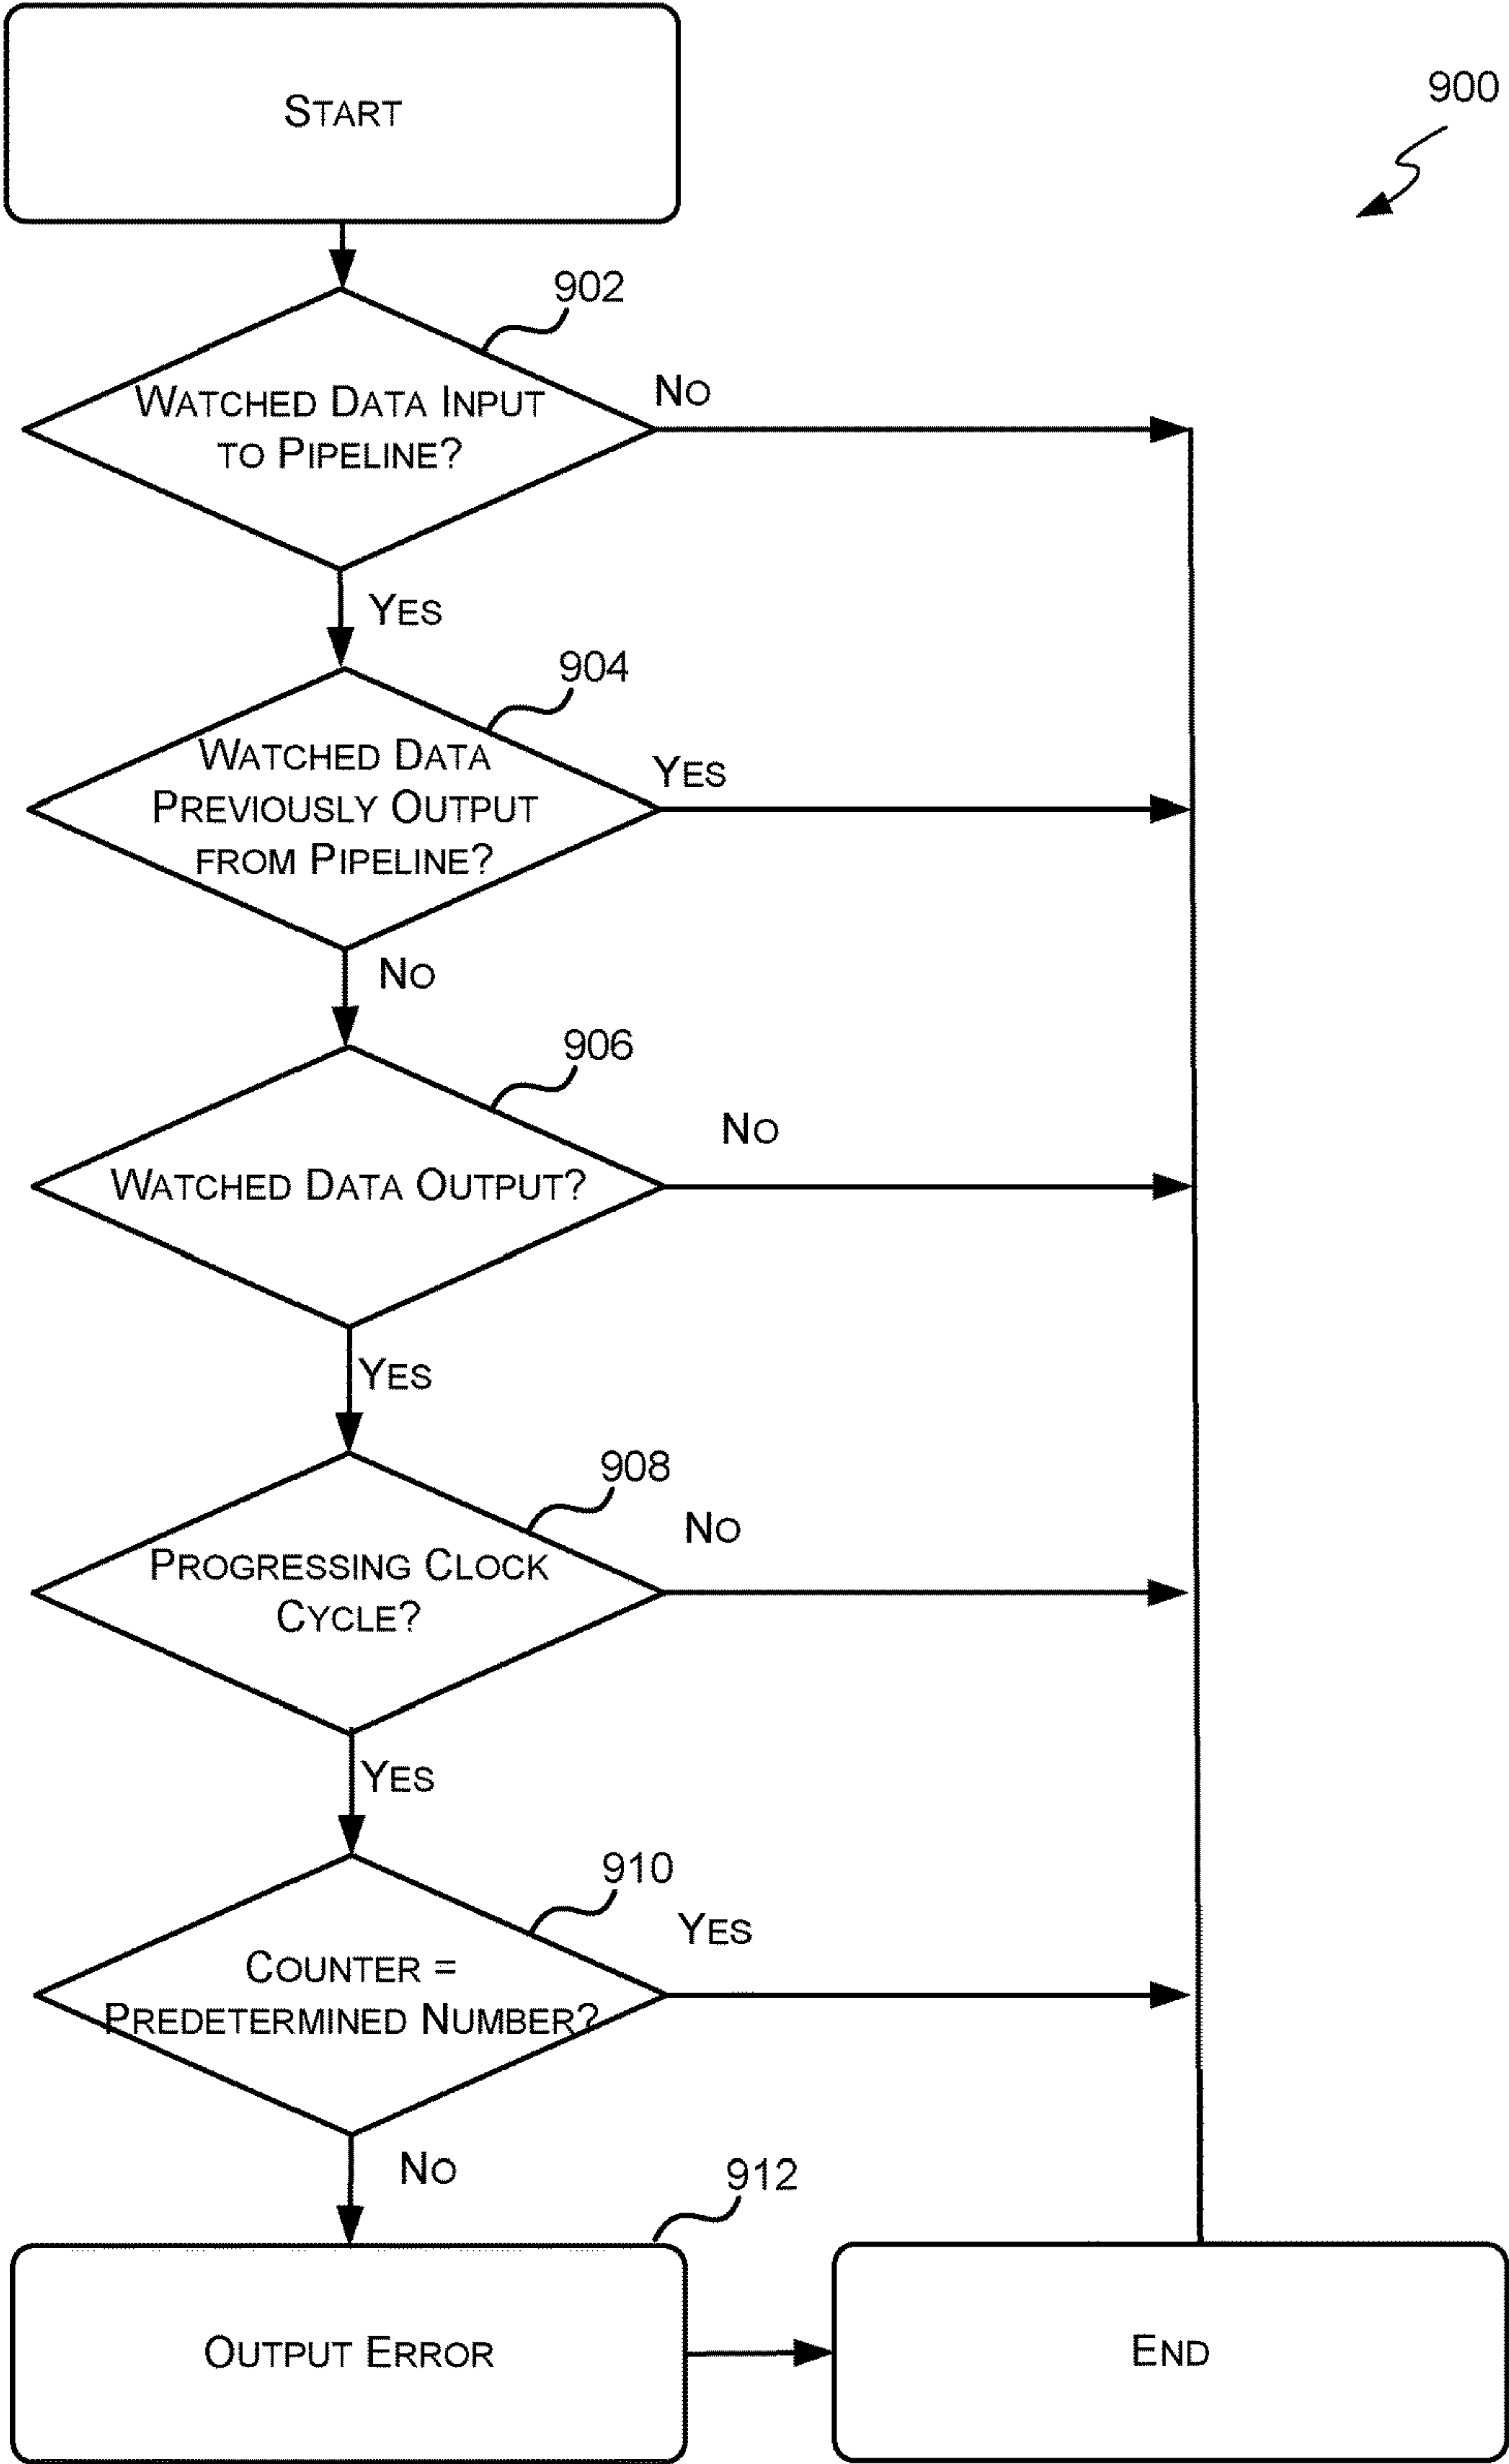 START
900
902
WATCHED DATA INPUT
TO PIPELINE?
NO
YES
904
WATCHED DATA
PREVIOUSLY OUTPUT
FROM PIPELINE?
YES
NO
906
WATCHED DATA OUTPUT?
NO
YES
908
PROGRESSING CLOCK
CYCLE?
NO
YES
910
COUNTER =
PREDETERMINED NUMBER?
YES
NO
912
OUTPUT ERROR
END